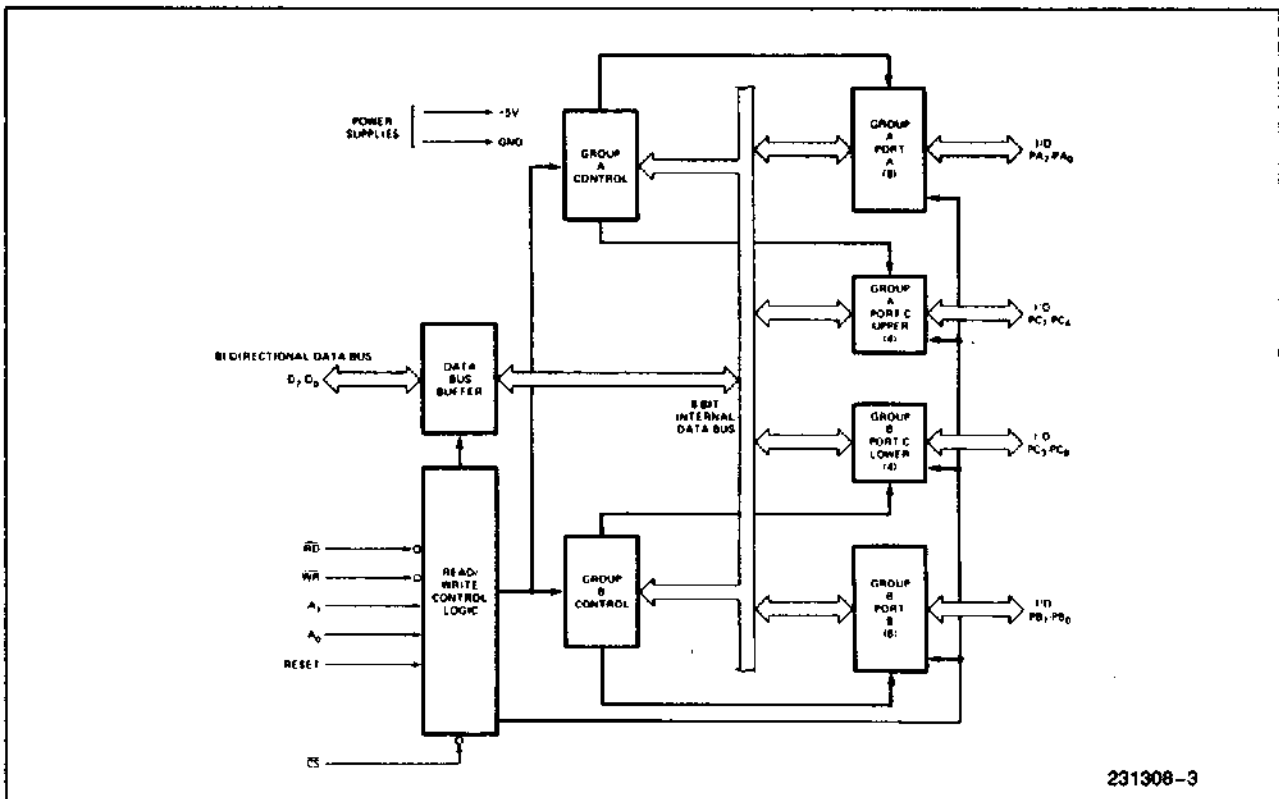 POWER
SUPPLIES
+5V
GND
GROUP
A
CONTROL
GROUP
A
PORT
A
(8)
I/O
PA7-PA0
GROUP
A
PORT C
UPPER
(4)
I/O
PC7-PC4
BI DIRECTIONAL DATA BUS
D7-D0
DATA
BUS
BUFFER
8 BIT
INTERNAL
DATA BUS
GROUP
B
PORT C
LOWER
(4)
I/O
PC3-PC0
RD
WR
A1
A0
RESET
CS
READ/
WRITE
CONTROL
LOGIC
GROUP
B
CONTROL
GROUP
B
PORT
B
(8)
I/O
PB7-PB0
231308-3